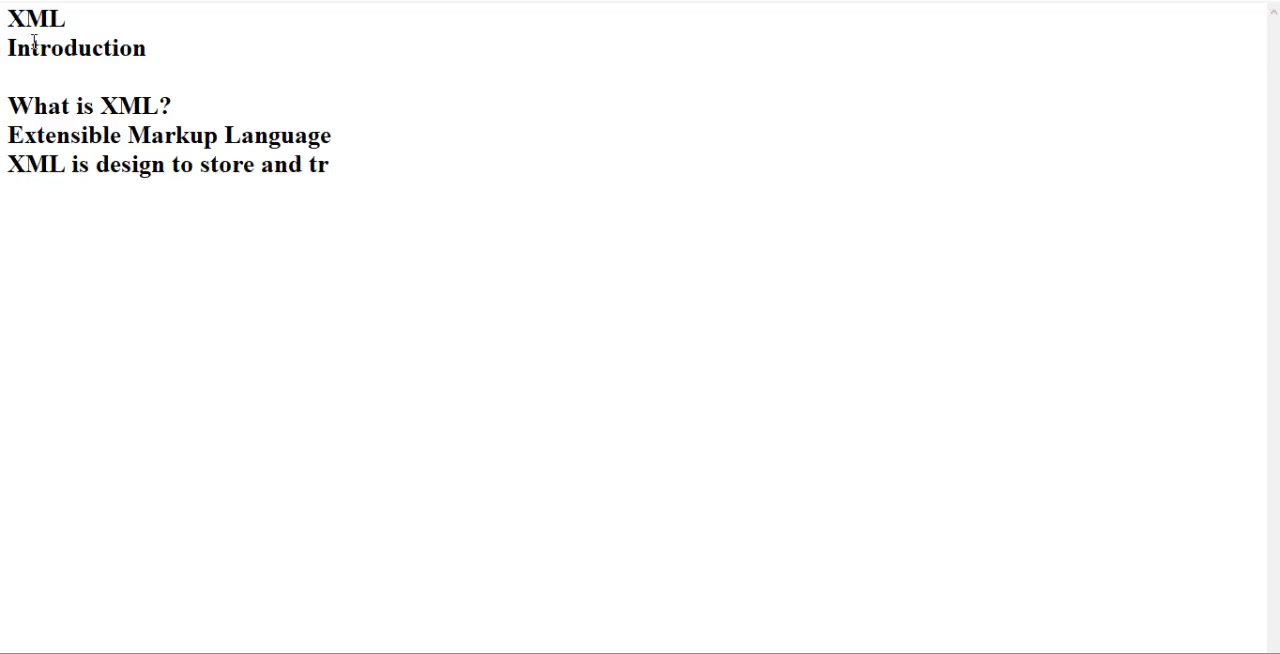 XML
Introduction
What is XML?
Extensible Markup Language
XML is design to store and tr